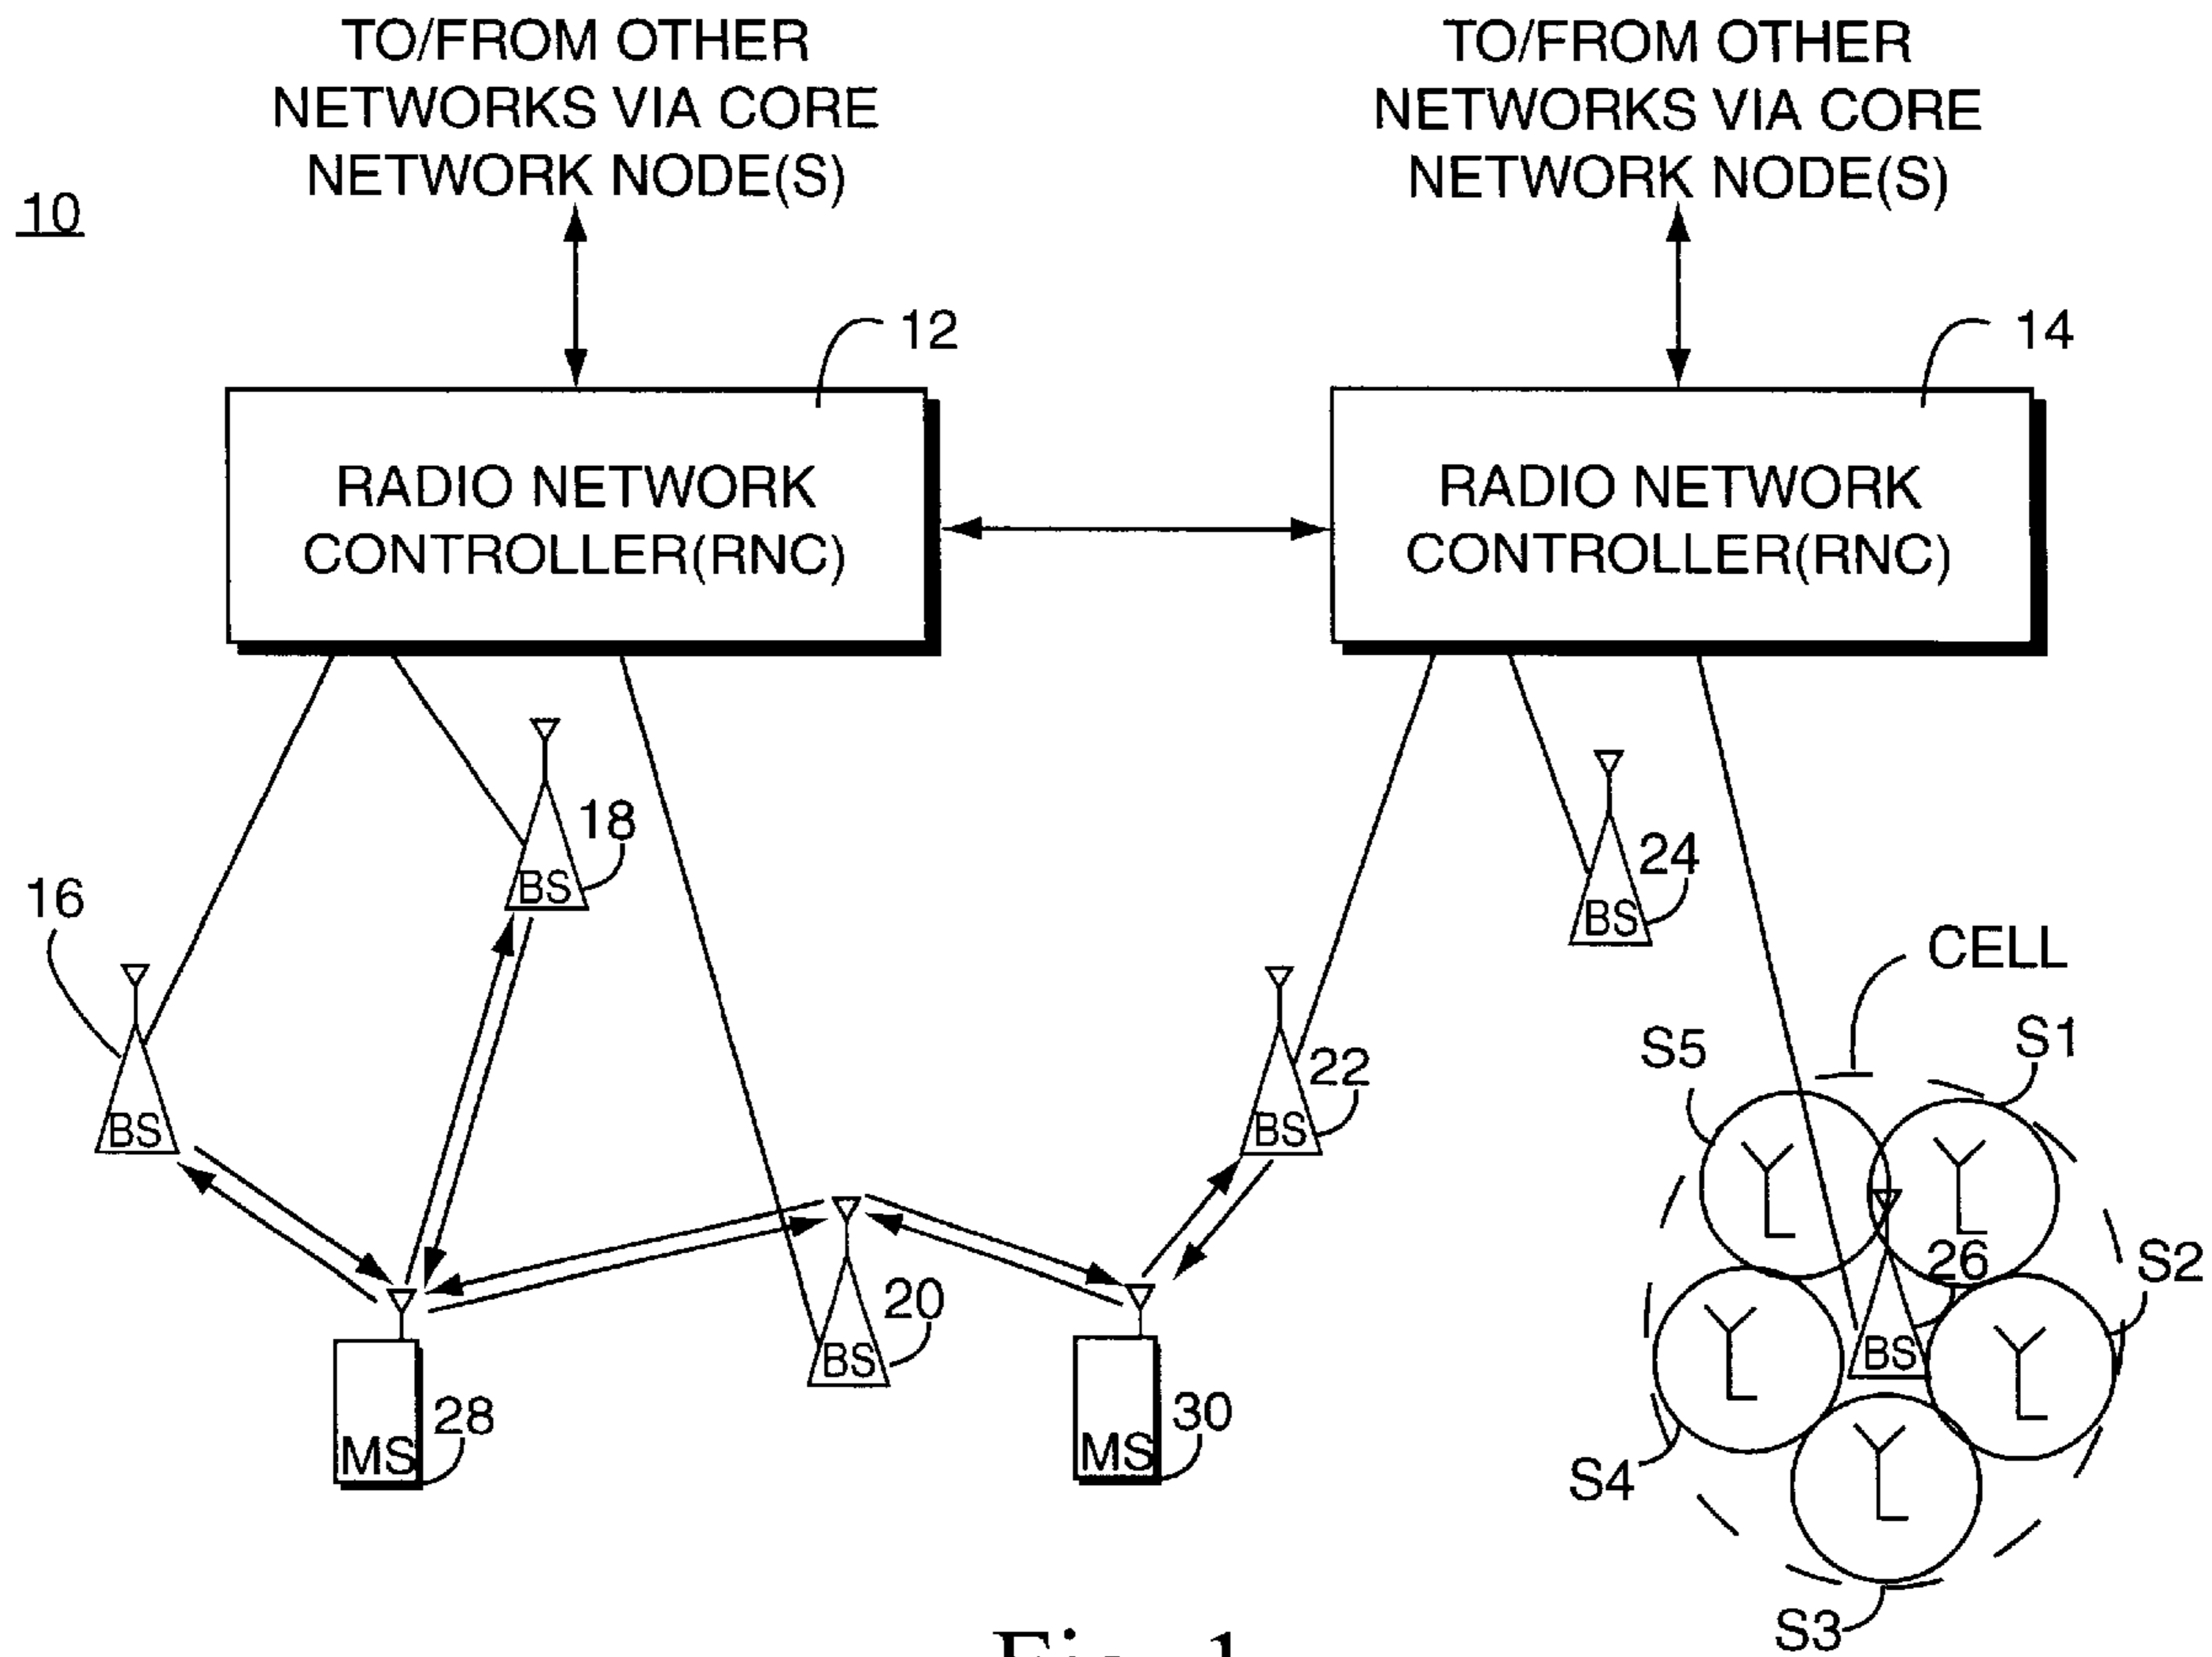 TO/FROM OTHER
NETWORKS VIA CORE
NETWORK NODE(S)
TO/FROM OTHER
NETWORKS VIA CORE
NETWORK NODE(S)
10
12
14
RADIO NETWORK
CONTROLLER(RNC)
RADIO NETWORK
CONTROLLER(RNC)
18
BS
24
BS
16
BS
CELL
S5
S1
22
BS
26
S2
BS
20
BS
28
MS
30
MS
S4
S3
Fig. 1